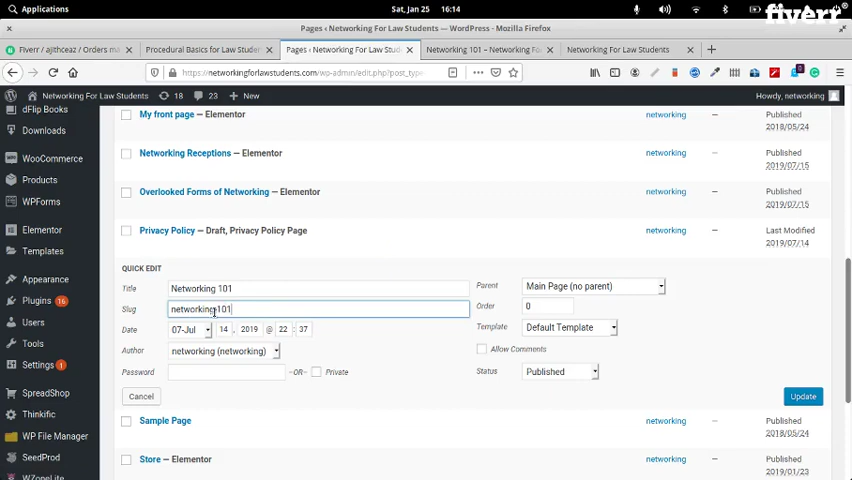 Applications
Sat, Jan 25 16:14
fiverr
Pages ‹ Networking For Law Students — WordPress - Mozilla Firefox
Fiverr / ajitheaz / Orders ma
Procedural Basics for Law Studen
Pages ‹ Networking For Law Stud
Networking 101 – Networking Fo
Networking For Law Students
https://networkingforlawstudents.com/wp-admin/edit.php?post_type
Networking For Law Students 18 23 + New Howdy, networking
dFlip Books
Downloads
WooCommerce
Products
WPForms
Elementor
Templates
Appearance
Plugins 16
Users
Tools
Settings 1
SpreadShop
Thinkific
WP File Manager
SeedProd
WZoneLite
My front page — Elementor networking — Published
2018/05/24
Networking Receptions — Elementor networking — Published
2019/07/15
Overlooked Forms of Networking — Elementor networking — Published
2019/07/15
Privacy Policy — Draft, Privacy Policy Page networking — Last Modified
2019/07/14
QUICK EDIT
Title Networking 101
Slug networking-101
Date 07-Jul 14 , 2019 @ 22 : 37
Author networking (networking)
Password –OR– Private
Parent Main Page (no parent)
Order 0
Template Default Template
Allow Comments
Status Published
Cancel Update
Sample Page networking — Published
2018/05/24
Store — Elementor networking — Published
2019/01/23